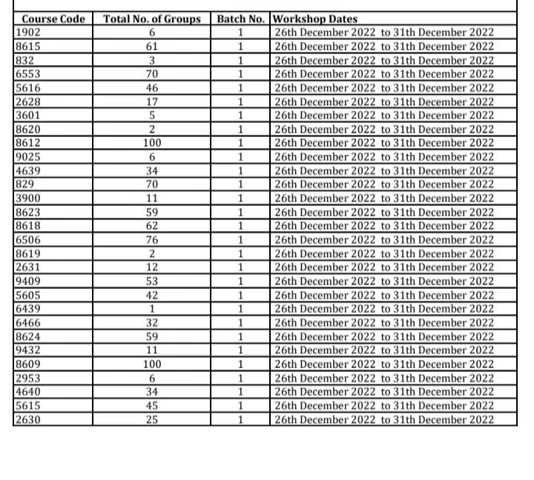 Course Code Total No. of Groups Batch No. Workshop Dates
1902 6 1 26th December 2022 to 31th December 2022
8615 61 1 26th December 2022 to 31th December 2022
832 3 1 26th December 2022 to 31th December 2022
6553 70 1 26th December 2022 to 31th December 2022
5616 46 1 26th December 2022 to 31th December 2022
2628 17 1 26th December 2022 to 31th December 2022
3601 5 1 26th December 2022 to 31th December 2022
8620 2 1 26th December 2022 to 31th December 2022
8612 100 1 26th December 2022 to 31th December 2022
9025 6 1 26th December 2022 to 31th December 2022
4639 34 1 26th December 2022 to 31th December 2022
829 70 1 26th December 2022 to 31th December 2022
3900 11 1 26th December 2022 to 31th December 2022
8623 59 1 26th December 2022 to 31th December 2022
8618 62 1 26th December 2022 to 31th December 2022
6506 76 1 26th December 2022 to 31th December 2022
8619 2 1 26th December 2022 to 31th December 2022
2631 12 1 26th December 2022 to 31th December 2022
9409 53 1 26th December 2022 to 31th December 2022
5605 42 1 26th December 2022 to 31th December 2022
6439 1 1 26th December 2022 to 31th December 2022
6466 32 1 26th December 2022 to 31th December 2022
8624 59 1 26th December 2022 to 31th December 2022
9432 11 1 26th December 2022 to 31th December 2022
8609 100 1 26th December 2022 to 31th December 2022
2953 6 1 26th December 2022 to 31th December 2022
4640 34 1 26th December 2022 to 31th December 2022
5615 45 1 26th December 2022 to 31th December 2022
2630 25 1 26th December 2022 to 31th December 2022